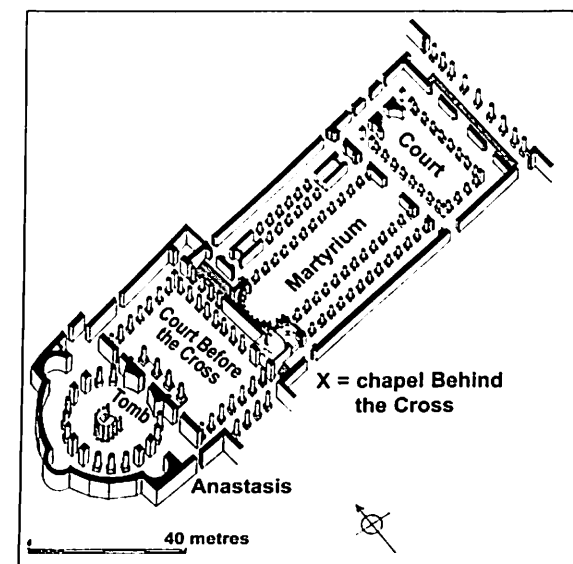 Court
Martyrium
Court Before
the Cross
X = chapel Behind
the Cross
Tomb
Anastasis
40 metres